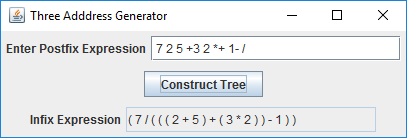 Three Adddress Generator
Enter Postfix Expression 7 2 5 +3 2 *+ 1- /
Construct Tree
Infix Expression ( 7 / ( ( ( 2 + 5 ) + ( 3 * 2 ) ) - 1 ) )